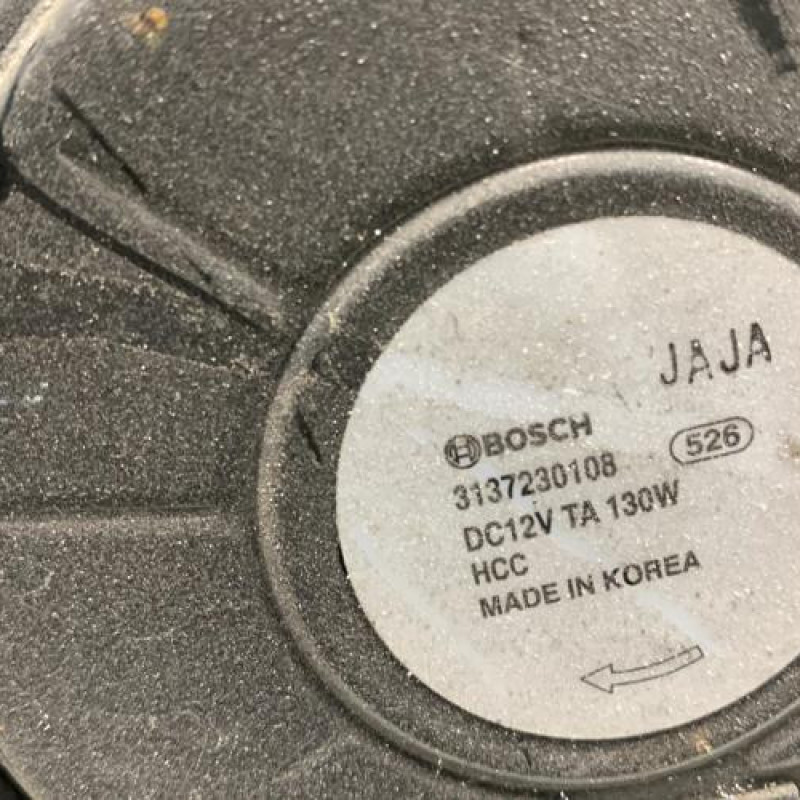 JAJA
BOSCH
526
3137230108
DC12V TA 130W
HCC
MADE IN KOREA